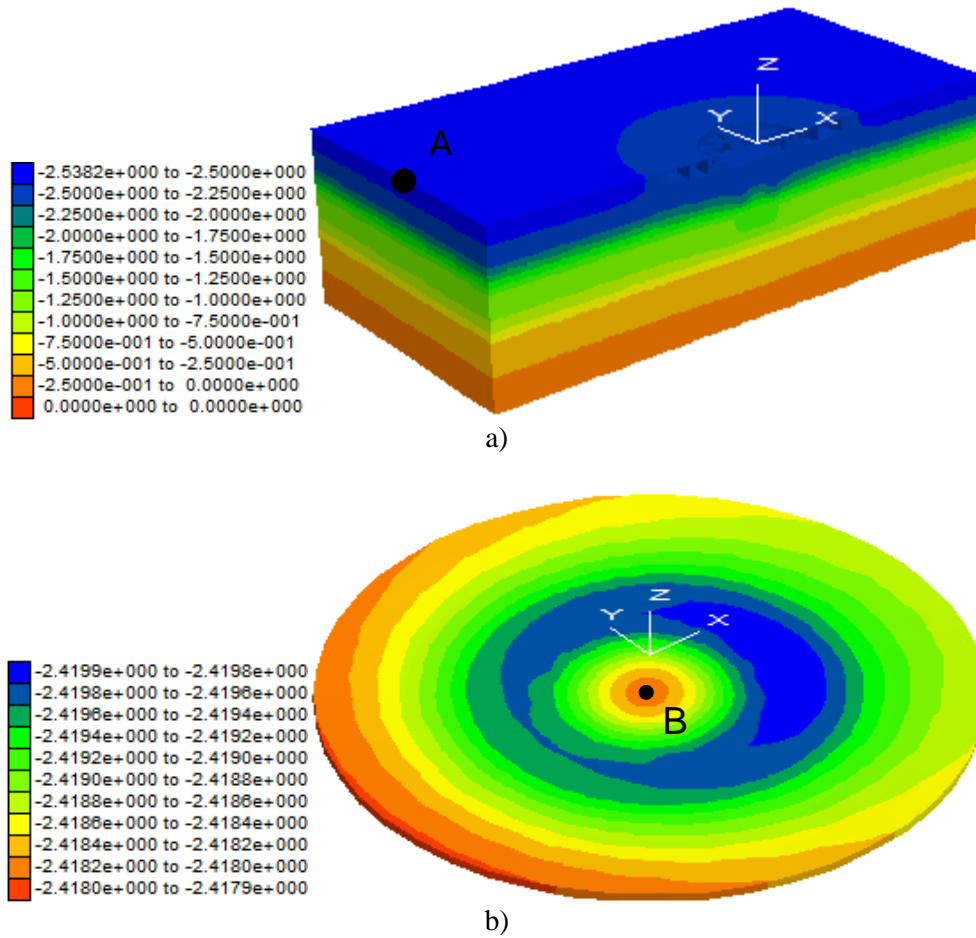 Z
Y X
A
-2.5382e+000 to -2.5000e+000
-2.5000e+000 to -2.2500e+000
-2.2500e+000 to -2.0000e+000
-2.0000e+000 to -1.7500e+000
-1.7500e+000 to -1.5000e+000
-1.5000e+000 to -1.2500e+000
-1.2500e+000 to -1.0000e+000
-1.0000e+000 to -7.5000e-001
-7.5000e-001 to -5.0000e-001
-5.0000e-001 to -2.5000e-001
-2.5000e-001 to 0.0000e+000
0.0000e+000 to 0.0000e+000
a)
Z
Y X
-2.4199e+000 to -2.4198e+000
-2.4198e+000 to -2.4196e+000
-2.4196e+000 to -2.4194e+000
-2.4194e+000 to -2.4192e+000
-2.4192e+000 to -2.4190e+000
-2.4190e+000 to -2.4188e+000
-2.4188e+000 to -2.4186e+000
-2.4186e+000 to -2.4184e+000
-2.4184e+000 to -2.4182e+000
-2.4182e+000 to -2.4180e+000
-2.4180e+000 to -2.4179e+000
B
b)